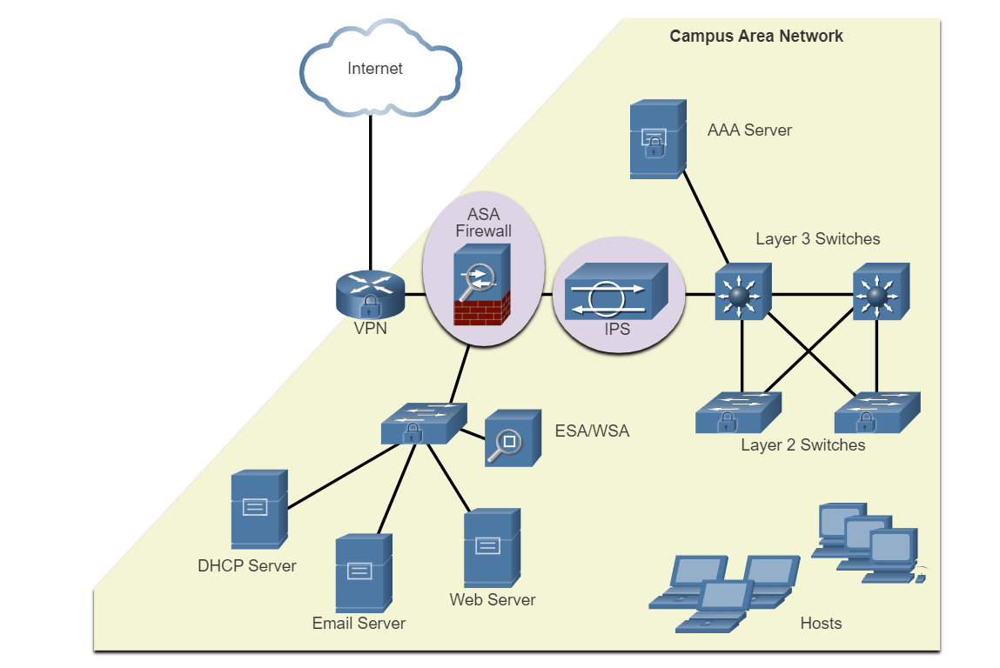 Campus Area Network
Internet
AAA Server
ASA
Firewall
Layer 3 Switches
VPN
IPS
ESA/WSA
Layer 2 Switches
DHCP Server
Web Server
Email Server
Hosts